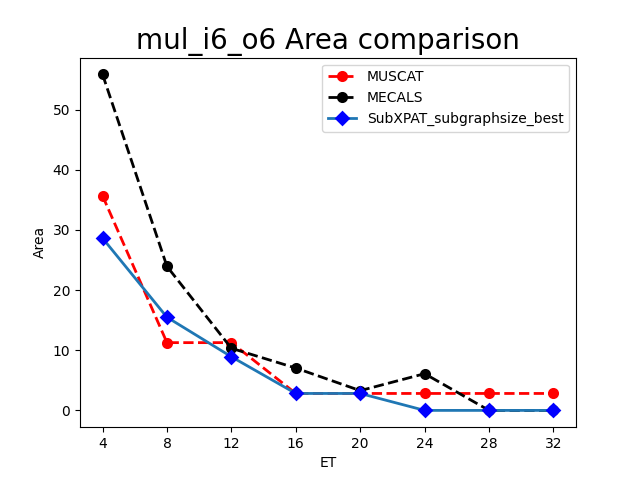 mul_i6_o6 Area comparison
MUSCAT
MECALS
SubXPAT_subgraphsize_best
Area
50
40
30
20
10
0
4 8 12 16 20 24 28 32
ET